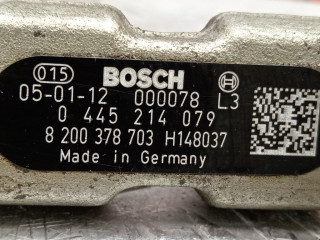 015 BOSCH
05-01-12 000078 L3
0 445 214 079
8 200 378 703 H148037
Made in Germany